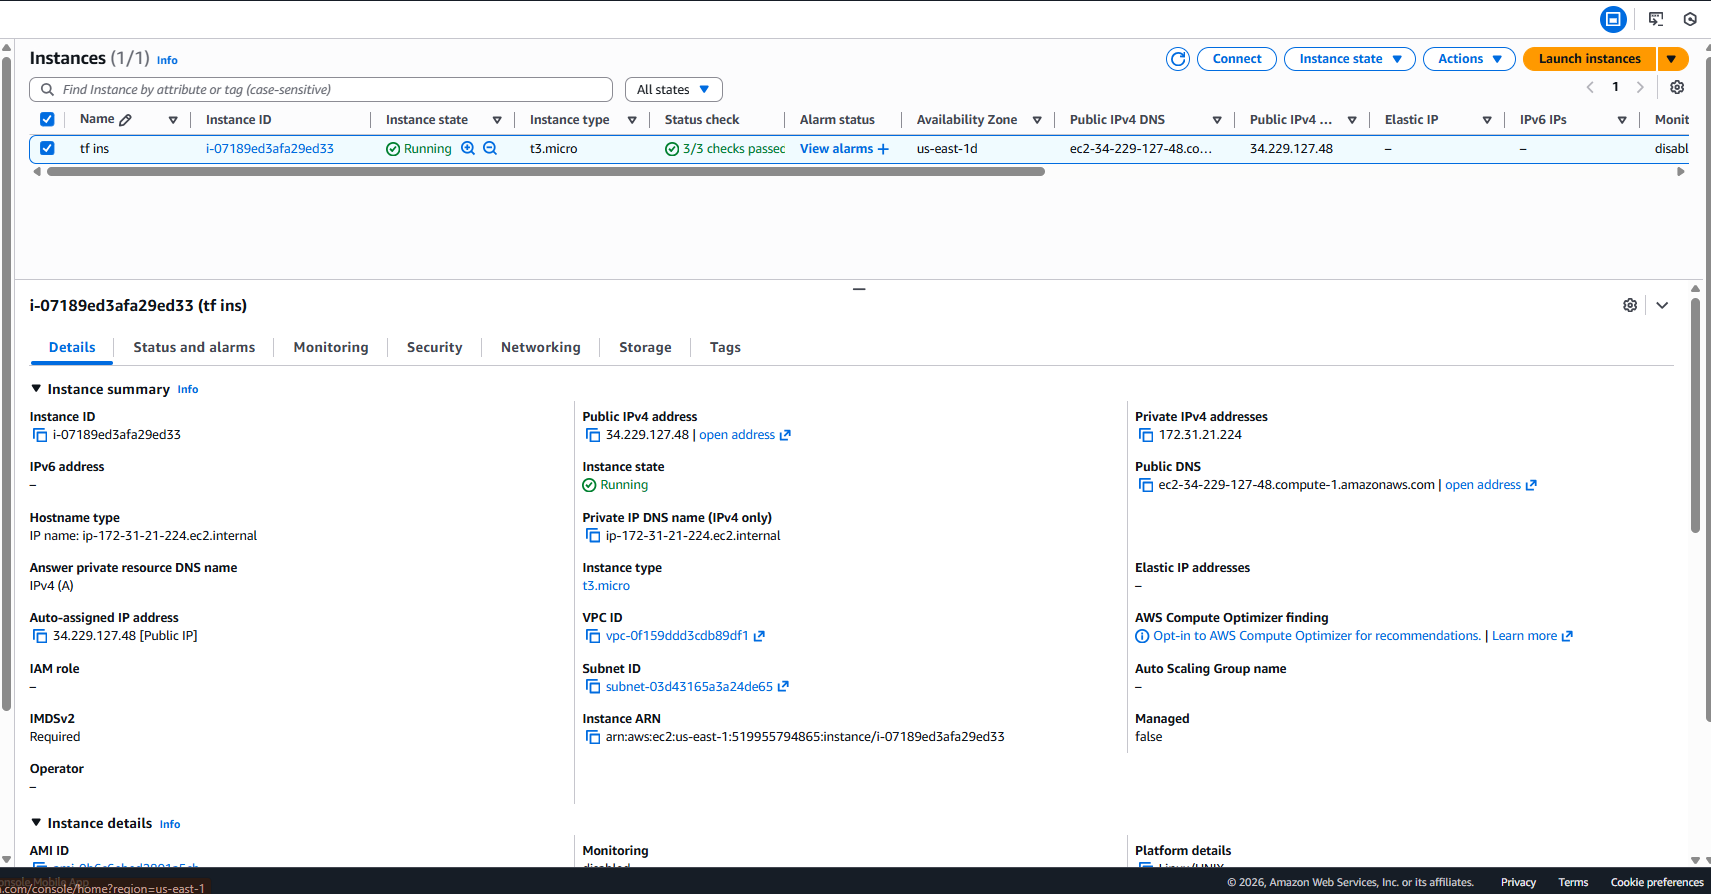 Instances (1/1) Info
Connect Instance state Actions Launch instances
Find Instance by attribute or tag (case-sensitive) All states 1
Name Instance ID Instance state Instance type Status check Alarm status Availability Zone Public IPv4 DNS Public IPv4 ... Elastic IP IPv6 IPs Monit
tf ins i-07189ed3afa29ed33 Running t3.micro 3/3 checks passec View alarms + us-east-1d ec2-34-229-127-48.co... 34.229.127.48 – – disabl
i-07189ed3afa29ed33 (tf ins)
Details Status and alarms Monitoring Security Networking Storage Tags
Instance summary Info
Instance ID
i-07189ed3afa29ed33
Public IPv4 address
34.229.127.48 | open address
Private IPv4 addresses
172.31.21.224
IPv6 address
–
Instance state
Running
Public DNS
ec2-34-229-127-48.compute-1.amazonaws.com | open address
Hostname type
IP name: ip-172-31-21-224.ec2.internal
Private IP DNS name (IPv4 only)
ip-172-31-21-224.ec2.internal
Answer private resource DNS name
IPv4 (A)
Instance type
t3.micro
Elastic IP addresses
–
Auto-assigned IP address
34.229.127.48 [Public IP]
VPC ID
vpc-0f159ddd3cdb89df1
AWS Compute Optimizer finding
Opt-in to AWS Compute Optimizer for recommendations. | Learn more
IAM role
–
Subnet ID
subnet-03d43165a3a24de65
Auto Scaling Group name
–
IMDSv2
Required
Instance ARN
arn:aws:ec2:us-east-1:519955794865:instance/i-07189ed3afa29ed33
Managed
false
Operator
–
Instance details Info
AMI ID
Monitoring
disabled
Platform details
Linux/UNIX
onsole Mobile App
.com/console/home?region=us-east-1
© 2026, Amazon Web Services, Inc. or its affiliates. Privacy Terms Cookie preferences